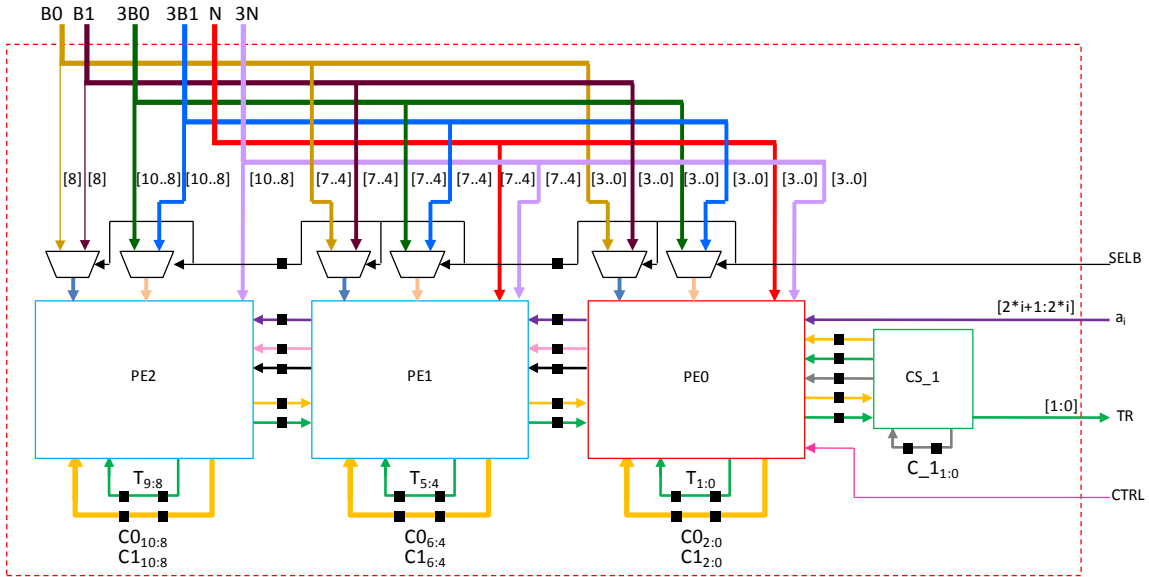 B0 B1 3B0 3B1 N 3N
[8] [8] [10..8] [10..8] [10..8] [7..4] [7..4] [7..4] [7..4] [7..4] [7..4] [3..0] [3..0] [3..0] [3..0] [3..0] [3..0]
SELB
[2*i+1:2*i]
aᵢ
PE2 PE1 PE0 CS_1
[1:0]
TR
C_1₁:₀
T₉:₈ T₅:₄ T₁:₀
CTRL
C0₁₀:₈ C0₆:₄ C0₂:₀
C1₁₀:₈ C1₆:₄ C1₂:₀